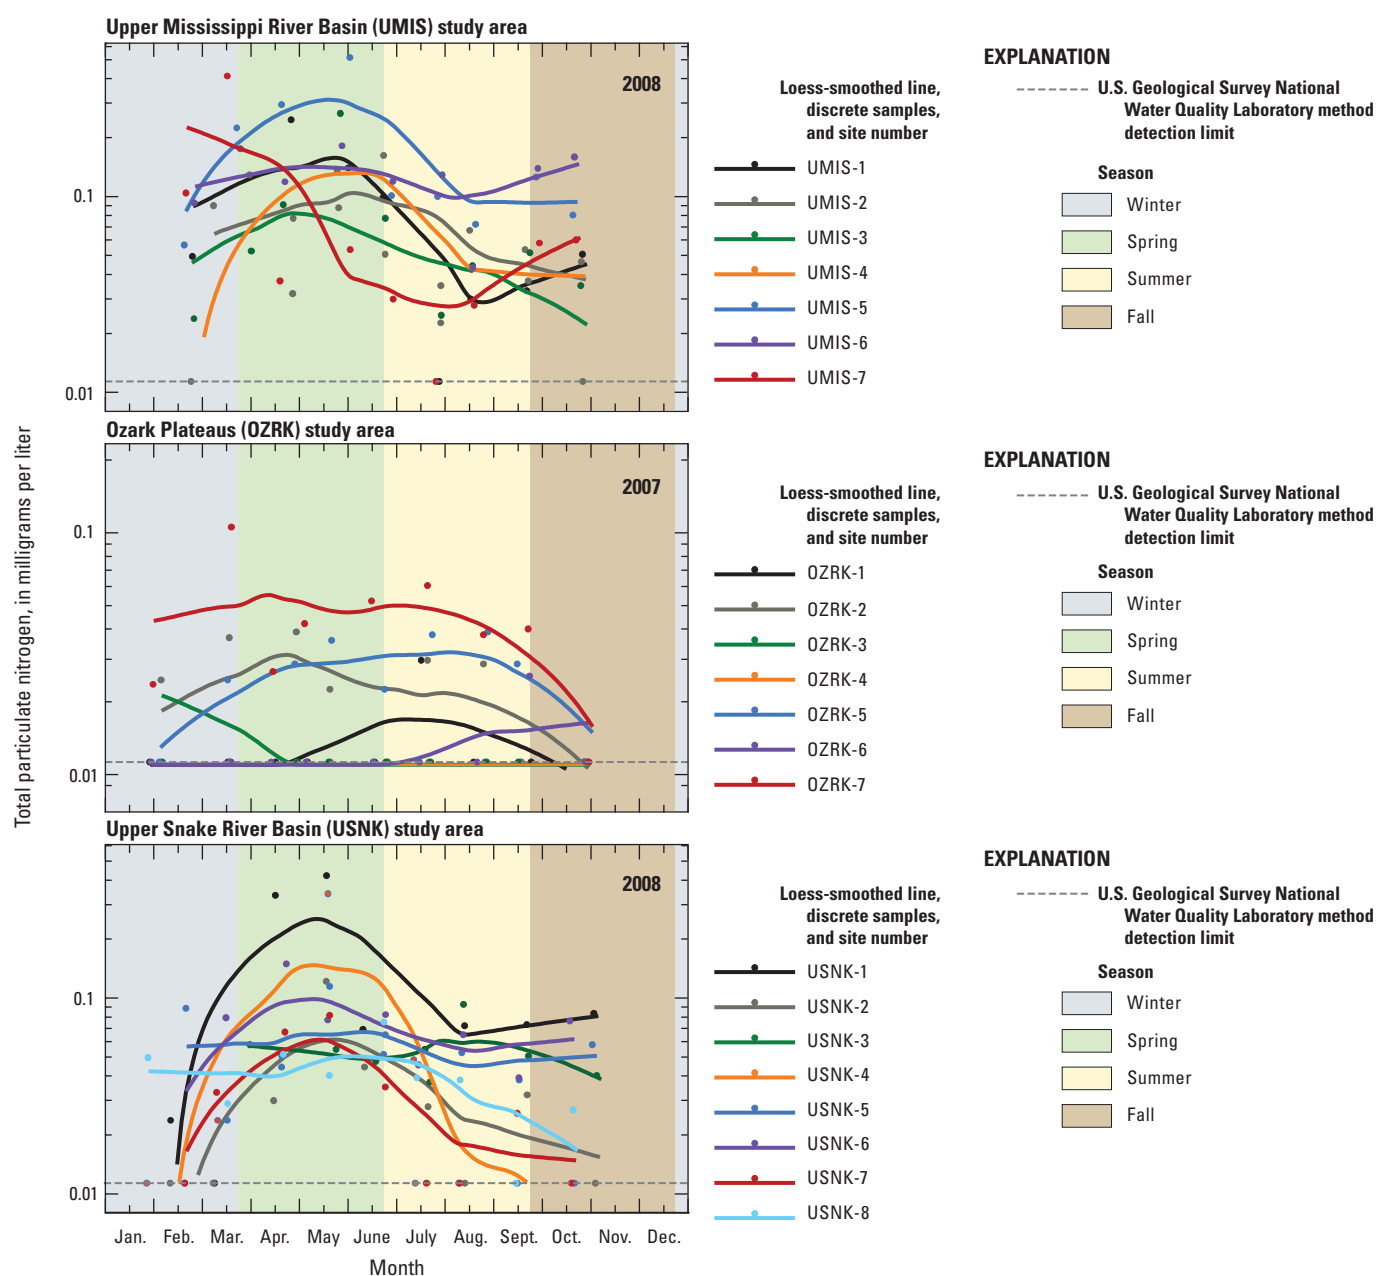 Upper Mississippi River Basin (UMIS) study area
2008
0.1
0.01
EXPLANATION
Loess-smoothed line,
discrete samples,
and site number
UMIS-1
UMIS-2
UMIS-3
UMIS-4
UMIS-5
UMIS-6
UMIS-7
U.S. Geological Survey National
Water Quality Laboratory method
detection limit
Season
Winter
Spring
Summer
Fall
Total particulate nitrogen, in milligrams per liter
Ozark Plateaus (OZRK) study area
2007
0.1
0.01
EXPLANATION
Loess-smoothed line,
discrete samples,
and site number
OZRK-1
OZRK-2
OZRK-3
OZRK-4
OZRK-5
OZRK-6
OZRK-7
U.S. Geological Survey National
Water Quality Laboratory method
detection limit
Season
Winter
Spring
Summer
Fall
Upper Snake River Basin (USNK) study area
2008
0.1
0.01
EXPLANATION
Loess-smoothed line,
discrete samples,
and site number
USNK-1
USNK-2
USNK-3
USNK-4
USNK-5
USNK-6
USNK-7
USNK-8
U.S. Geological Survey National
Water Quality Laboratory method
detection limit
Season
Winter
Spring
Summer
Fall
Jan. Feb. Mar. Apr. May June July Aug. Sept. Oct. Nov. Dec.
Month